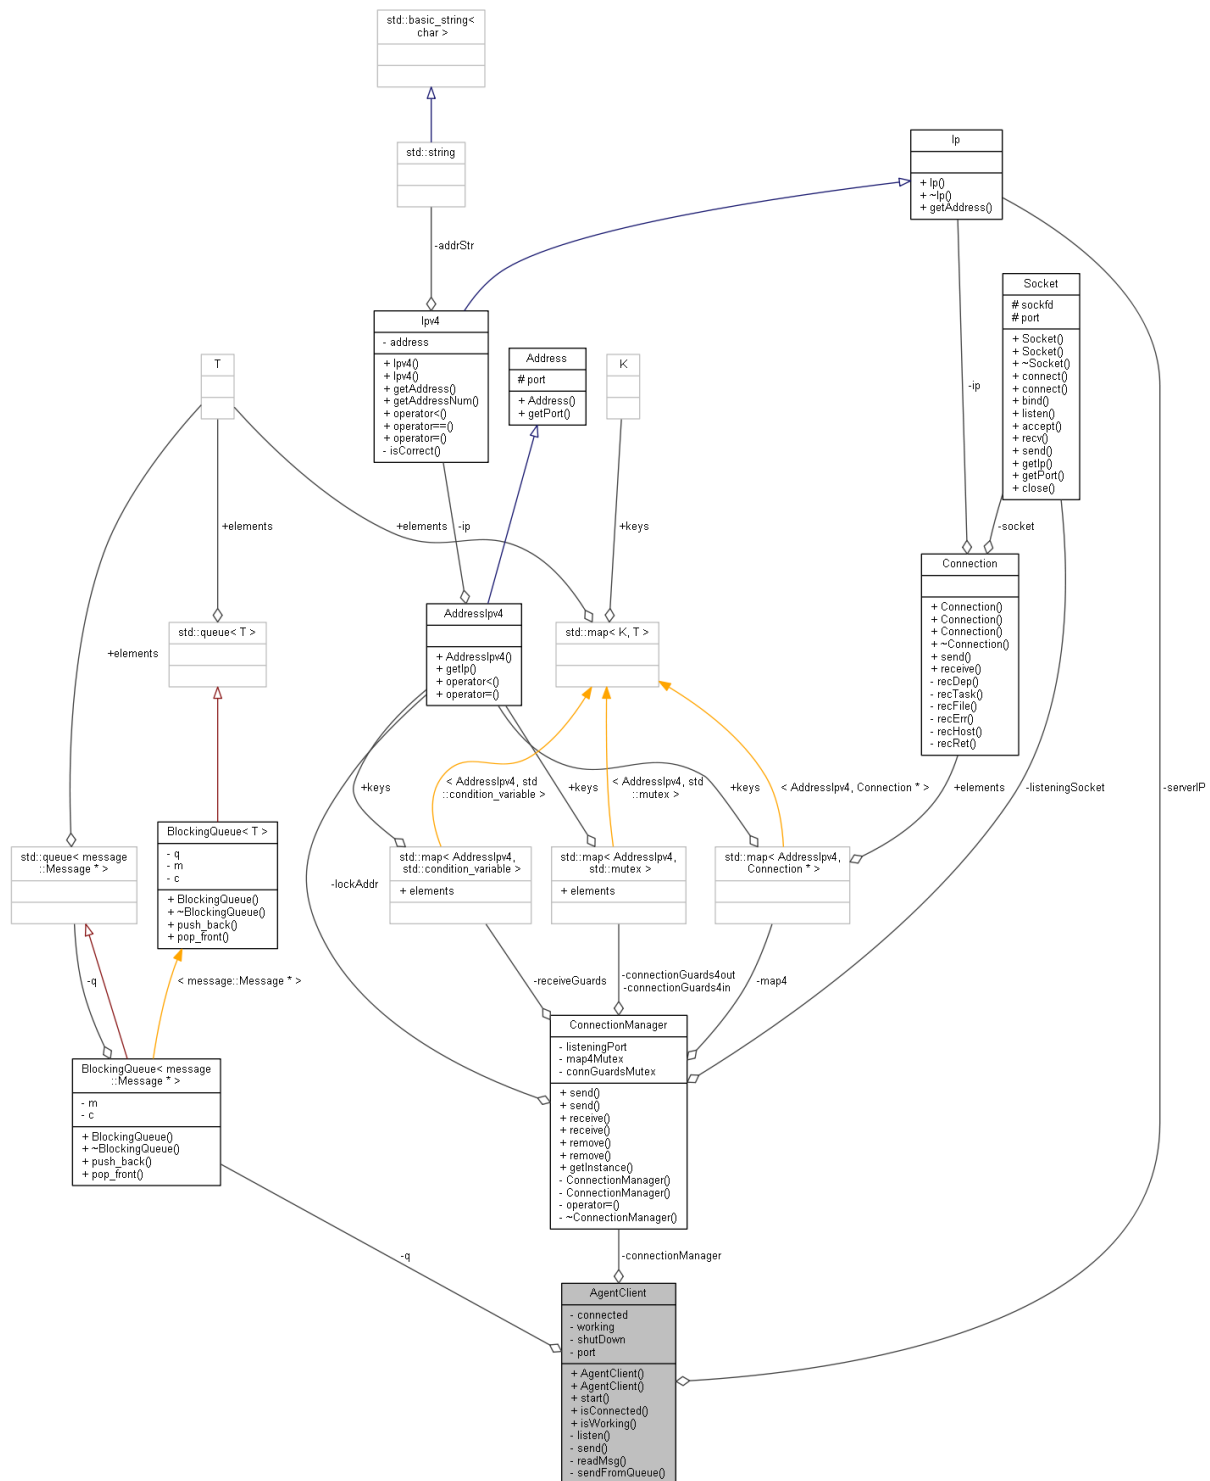 std::basic_string<
char >
std::string
Ip
+ Ip()
+ ~Ip()
+ getAddress()
-addrStr
Socket
# sockfd
# port
+ Socket()
+ Socket()
+ ~Socket()
+ connect()
+ connect()
+ bind()
+ listen()
+ accept()
+ recv()
+ send()
+ getIp()
+ getPort()
+ close()
Ipv4
- address
+ Ipv4()
+ Ipv4()
+ getAddress()
+ getAddressNum()
+ operator<()
+ operator==()
+ operator=()
- isCorrect()
Address
# port
+ Address()
+ getPort()
T
K
-ip
+elements
+elements
-ip
+keys
-socket
Connection
+ Connection()
+ Connection()
+ Connection()
+ ~Connection()
+ send()
+ receive()
- recDep()
- recTask()
- recFile()
- recErr()
- recHost()
- recRet()
AddressIpv4
+ AddressIpv4()
+ getIp()
+ operator<()
+ operator=()
std::queue< T >
std::map< K, T >
+elements
+keys
< AddressIpv4, std
::condition_variable >
+keys
< AddressIpv4, std
::mutex >
+keys
< AddressIpv4, Connection * >
+elements
-listeningSocket
-serverIP
BlockingQueue< T >
- q
- m
- c
+ BlockingQueue()
+ ~BlockingQueue()
+ push_back()
+ pop_front()
std::queue< message
::Message * >
std::map< AddressIpv4,
std::condition_variable >
+ elements
std::map< AddressIpv4,
std::mutex >
+ elements
std::map< AddressIpv4,
Connection * >
-lockAddr
-q
< message::Message * >
-receiveGuards
-connectionGuards4out
-connectionGuards4in
-map4
ConnectionManager
- listeningPort
- map4Mutex
- connGuardsMutex
+ send()
+ send()
+ receive()
+ receive()
+ remove()
+ remove()
+ getInstance()
- ConnectionManager()
- ConnectionManager()
- operator=()
- ~ConnectionManager()
BlockingQueue< message
::Message * >
- m
- c
+ BlockingQueue()
+ ~BlockingQueue()
+ push_back()
+ pop_front()
-q
-connectionManager
AgentClient
- connected
- working
- shutDown
- port
+ AgentClient()
+ AgentClient()
+ start()
+ isConnected()
+ isWorking()
- listen()
- send()
- readMsg()
- sendFromQueue()